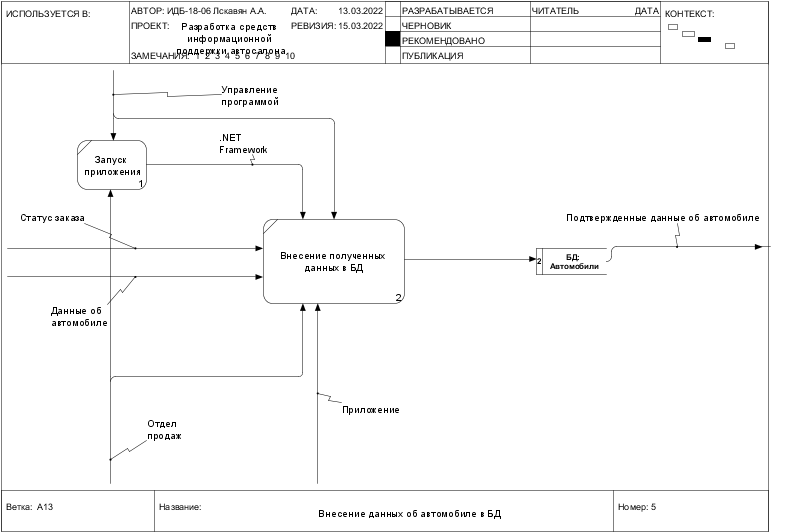 ИСПОЛЬЗУЕТСЯ В:
АВТОР: ИДБ-18-06 Лскавян А.А.
ДАТА: 13.03.2022
ПРОЕКТ: Разработка средств
информационной
поддержки автосалона
РЕВИЗИЯ: 15.03.2022
ЗАМЕЧАНИЯ: 1 2 3 4 5 6 7 8 9 10
РАЗРАБАТЫВАЕТСЯ
ЧЕРНОВИК
РЕКОМЕНДОВАНО
ПУБЛИКАЦИЯ
ЧИТАТЕЛЬ ДАТА
КОНТЕКСТ:
Управление
программой
.NET
Framework
Запуск
приложения
1
Статус заказа
Подтвержденные данные об автомобиле
Внесение полученных
данных в БД
2
2
БД:
Автомобили
Данные об
автомобиле
Приложение
Отдел
продаж
Ветка: A13
Название:
Внесение данных об автомобиле в БД
Номер: 5